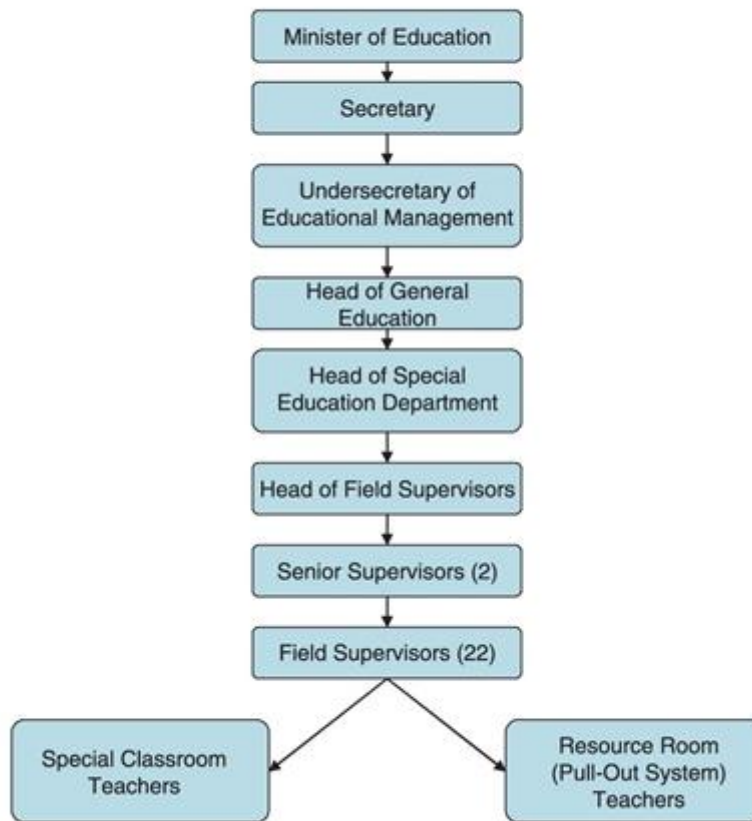 Minister of Education
Secretary
Undersecretary of
Educational Management
Head of General
Education
Head of Special
Education Department
Head of Field Supervisors
Senior Supervisors (2)
Field Supervisors (22)
Special Classroom
Teachers
Resource Room
(Pull-Out System)
Teachers